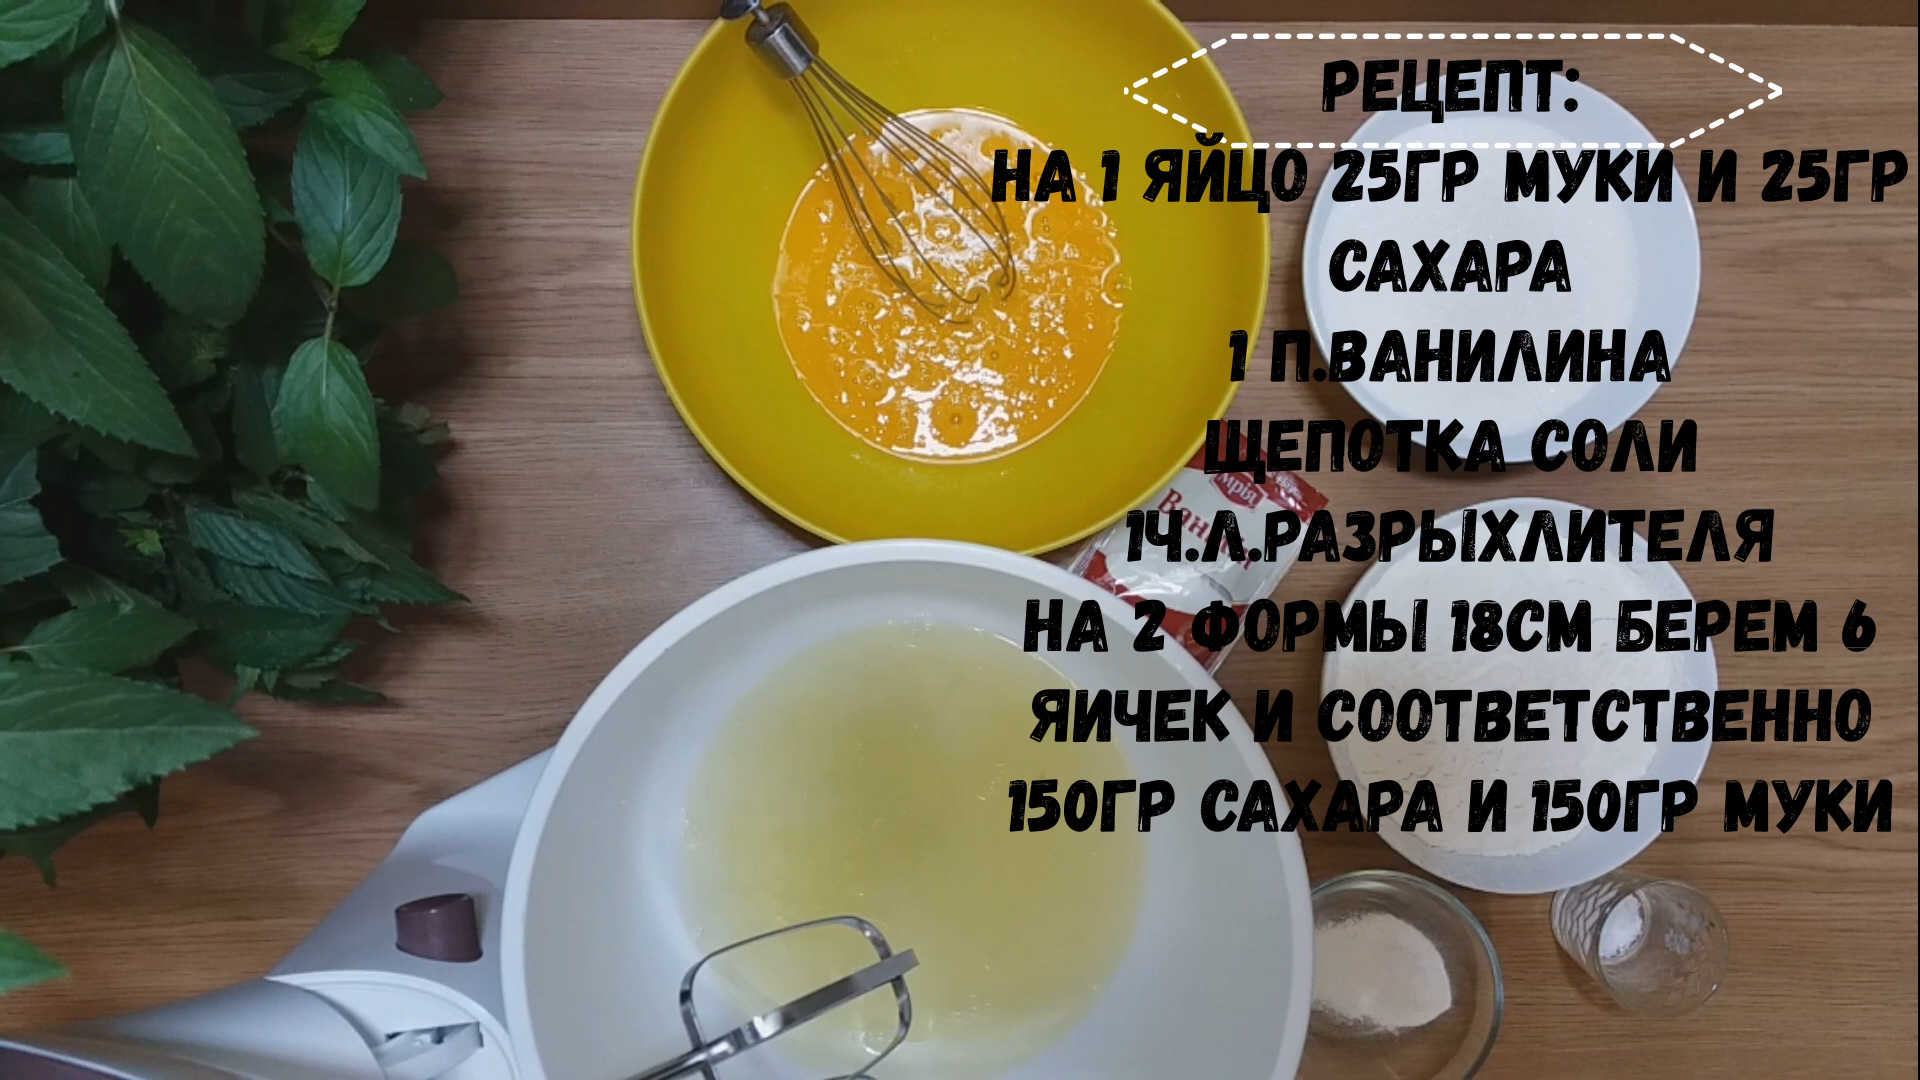 РЕЦЕПТ:
НА 1 ЯЙЦО 25ГР МУКИ И 25ГР
САХАРА
1 П.ВАНИЛИНА
ЩЕПОТКА СОЛИ
1Ч.Л.РАЗРЫХЛИТЕЛЯ
НА 2 ФОРМЫ 18СМ БЕРЕМ 6
ЯИЧЕК И СООТВЕТСТВЕННО
150ГР САХАРА И 150ГР МУКИ
мрія